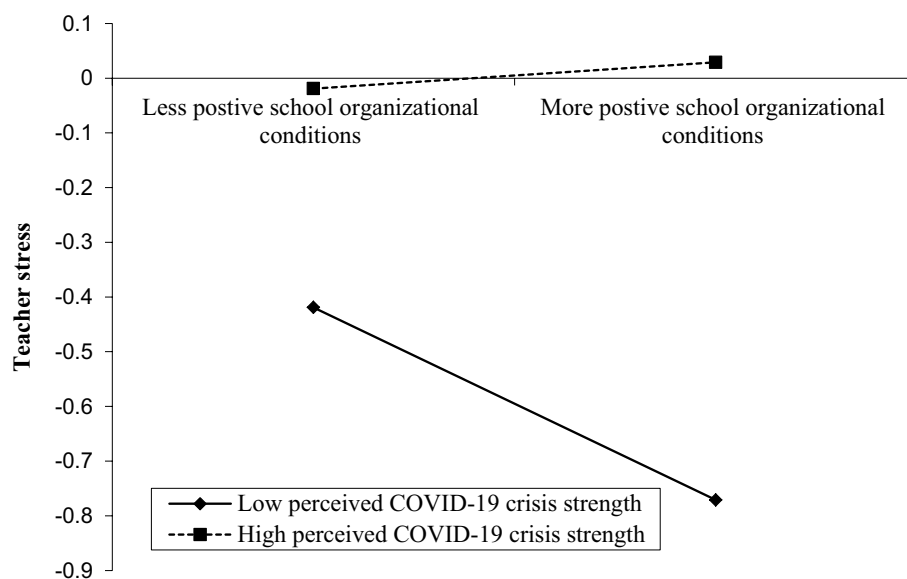 0.1
0
Less postive school organizational
conditions
More postive school organizational
conditions
-0.1
-0.2
-0.3
-0.4
-0.5
-0.6
-0.7
-0.8
-0.9
Teacher stress
Low perceived COVID-19 crisis strength
High perceived COVID-19 crisis strength